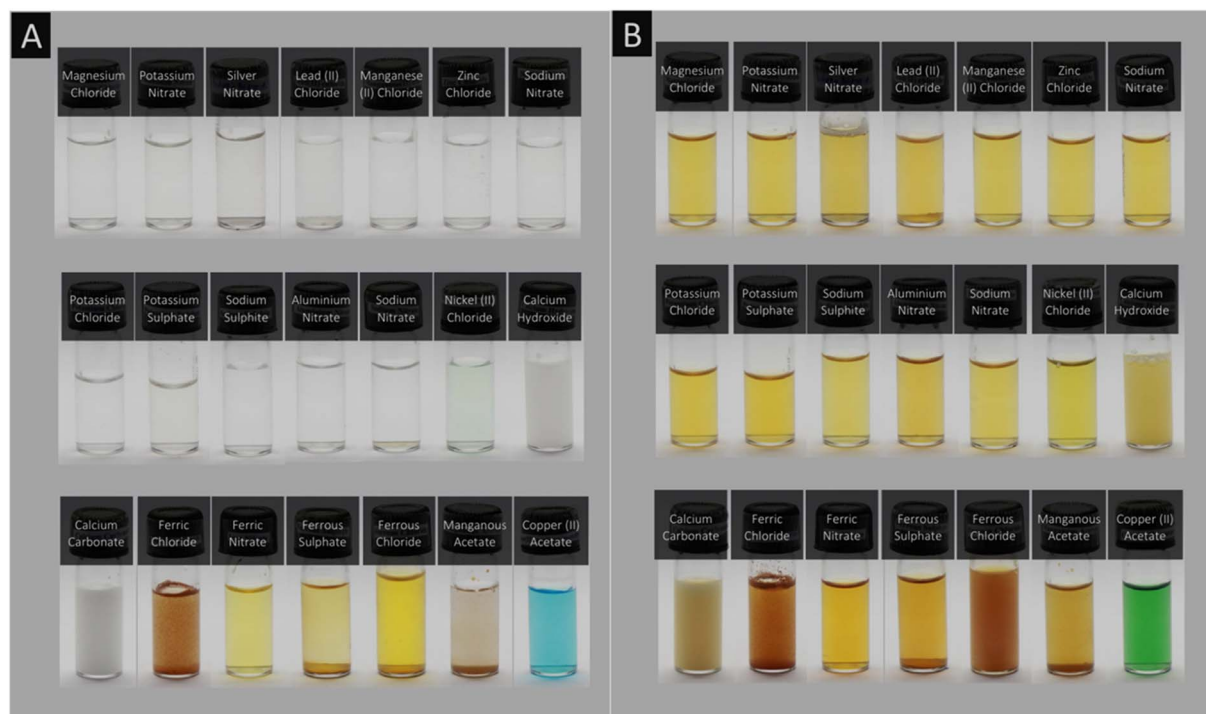 A
Magnesium Chloride
Potassium Nitrate
Silver Nitrate
Lead (II) Chloride
Manganese (II) Chloride
Zinc Chloride
Sodium Nitrate
Potassium Chloride
Potassium Sulphate
Sodium Sulphite
Aluminium Nitrate
Sodium Nitrate
Nickel (II) Chloride
Calcium Hydroxide
Calcium Carbonate
Ferric Chloride
Ferric Nitrate
Ferrous Sulphate
Ferrous Chloride
Manganous Acetate
Copper (II) Acetate
B
Magnesium Chloride
Potassium Nitrate
Silver Nitrate
Lead (II) Chloride
Manganese (II) Chloride
Zinc Chloride
Sodium Nitrate
Potassium Chloride
Potassium Sulphate
Sodium Sulphite
Aluminium Nitrate
Sodium Nitrate
Nickel (II) Chloride
Calcium Hydroxide
Calcium Carbonate
Ferric Chloride
Ferric Nitrate
Ferrous Sulphate
Ferrous Chloride
Manganous Acetate
Copper (II) Acetate